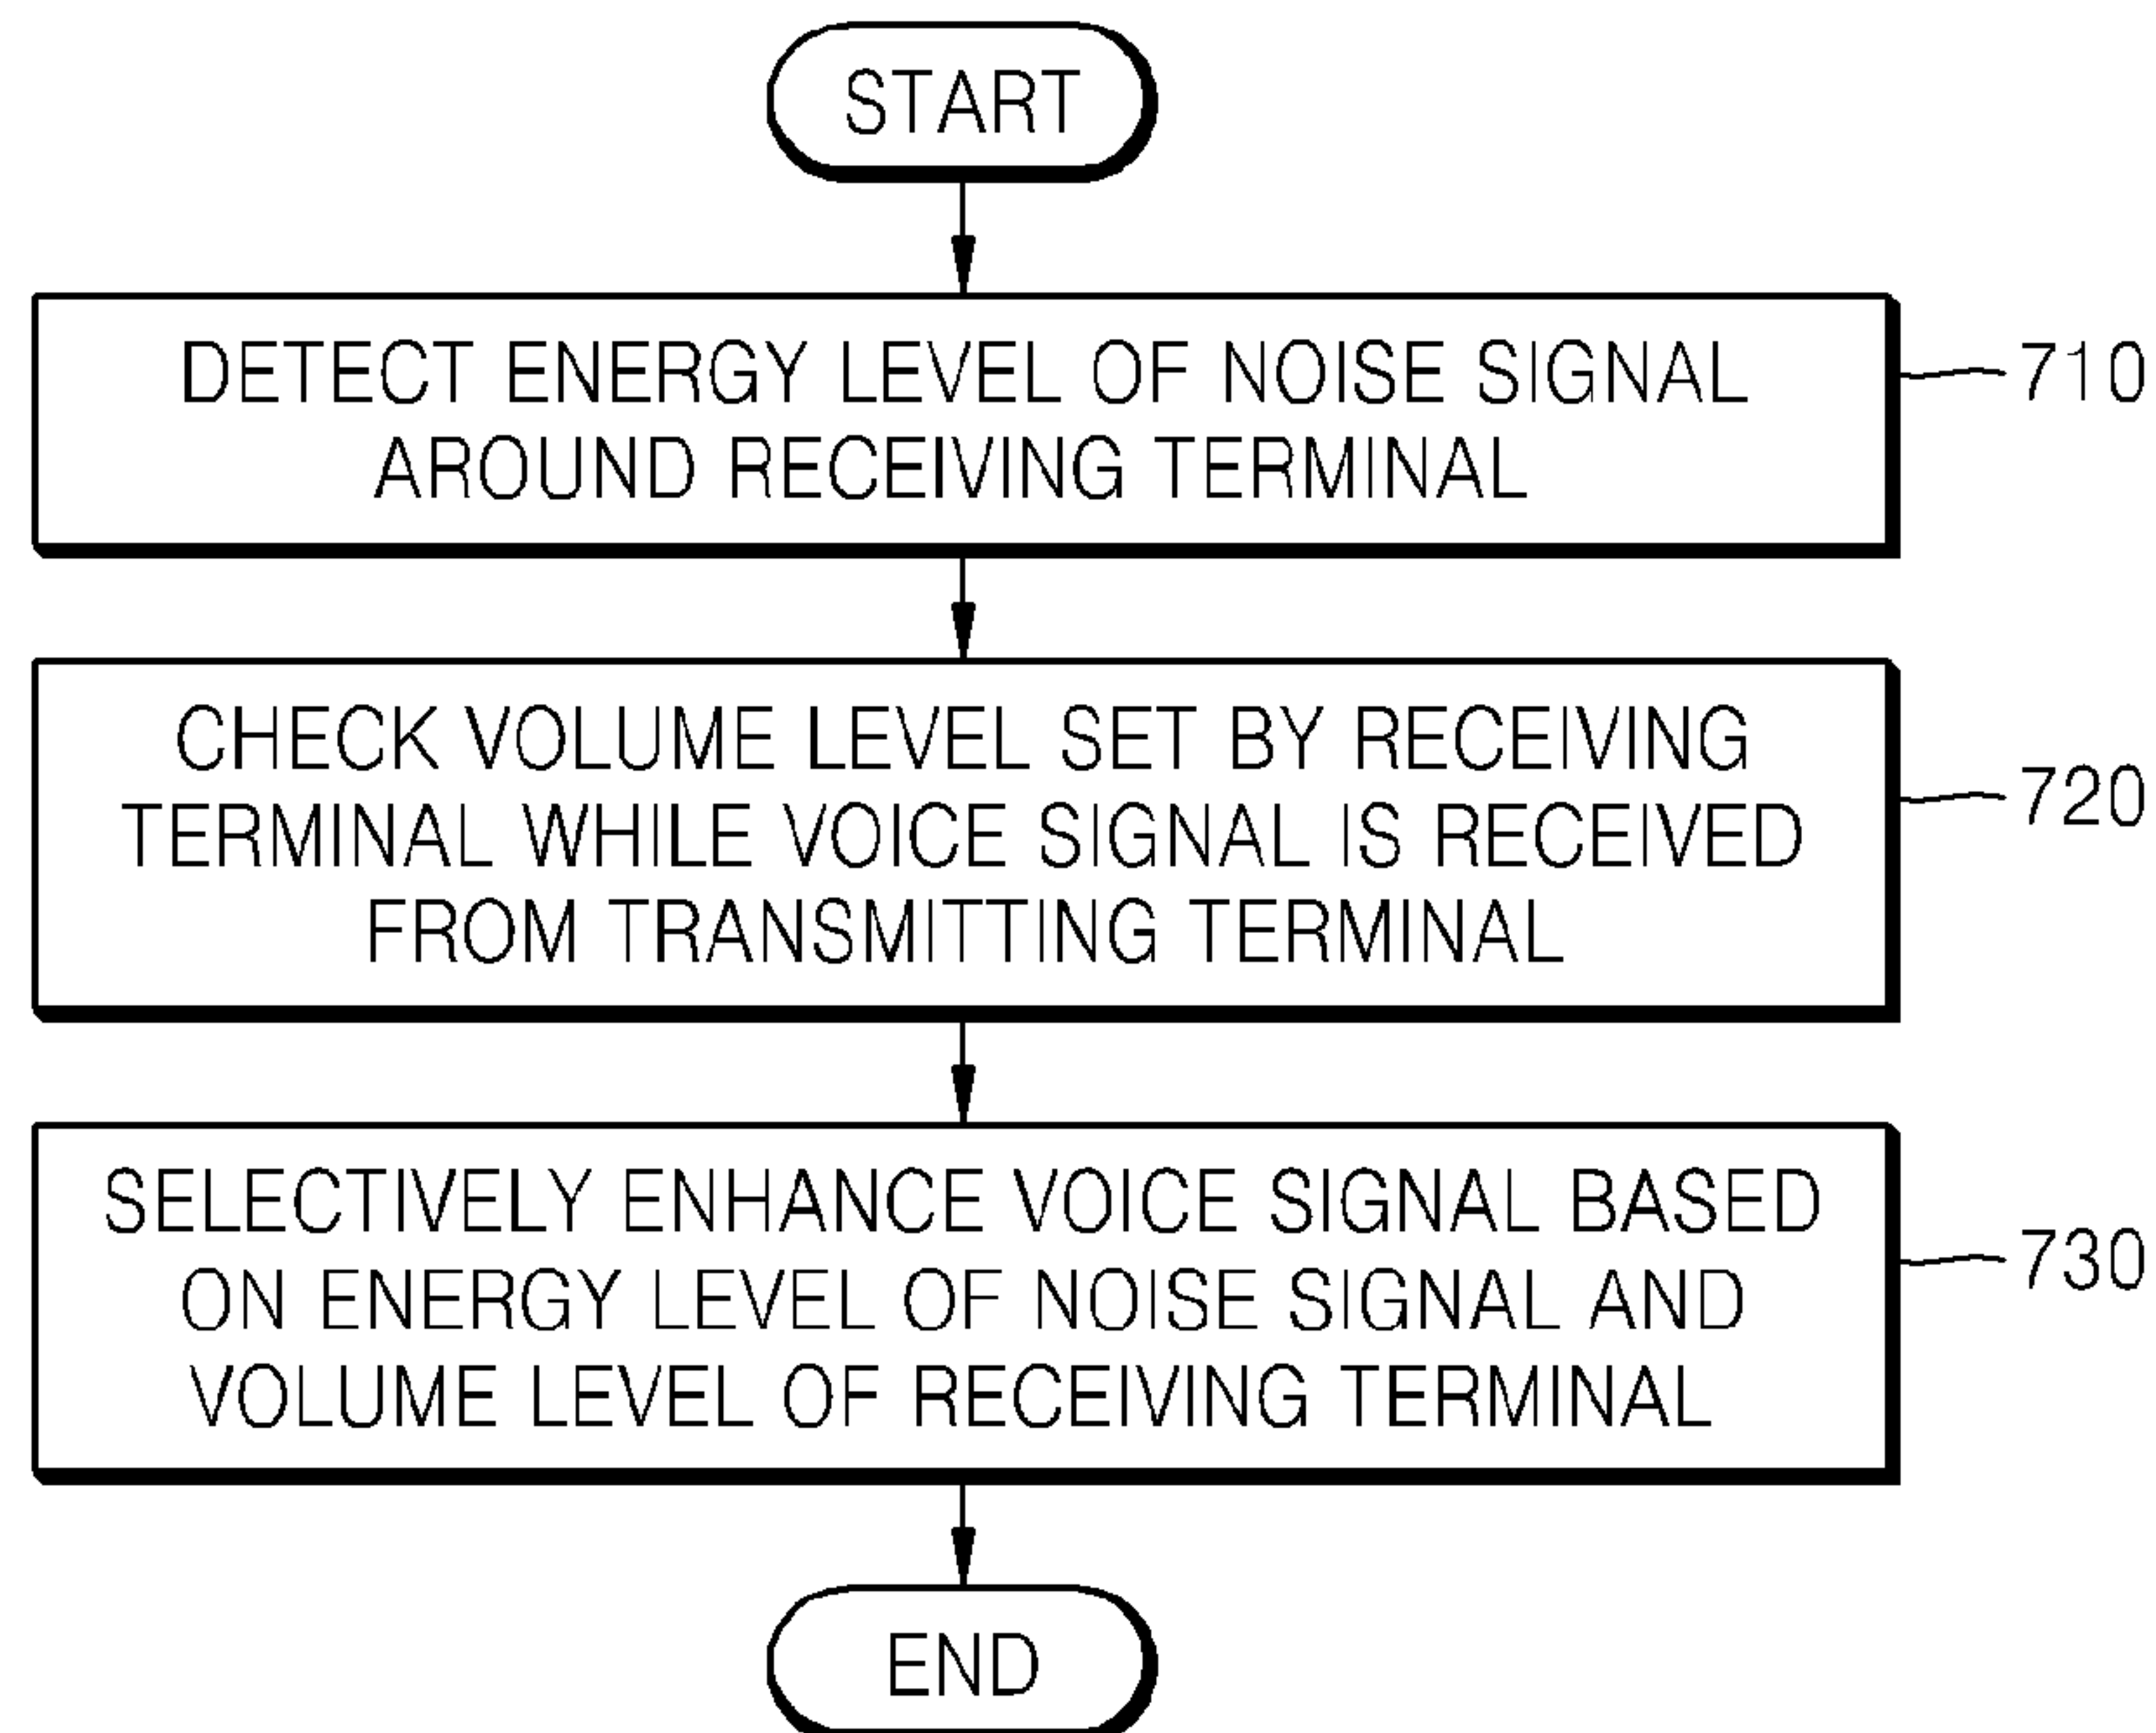 START
DETECT ENERGY LEVEL OF NOISE SIGNAL
AROUND RECEIVING TERMINAL
710
CHECK VOLUME LEVEL SET BY RECEIVING
TERMINAL WHILE VOICE SIGNAL IS RECEIVED
FROM TRANSMITTING TERMINAL
720
SELECTIVELY ENHANCE VOICE SIGNAL BASED
ON ENERGY LEVEL OF NOISE SIGNAL AND
VOLUME LEVEL OF RECEIVING TERMINAL
730
END